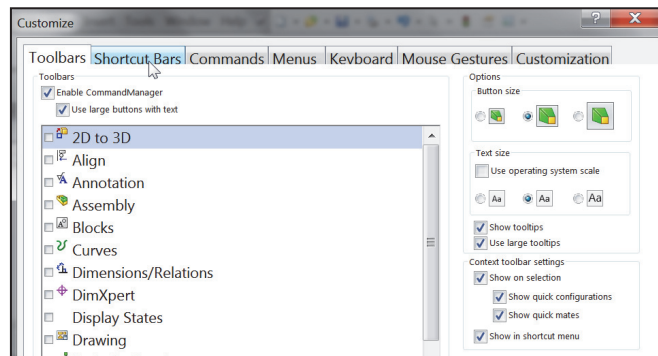 Customize
Toolbars Shortcut Bars Commands Menus Keyboard Mouse Gestures Customization
Toolbars
Enable CommandManager
Use large buttons with text
2D to 3D
Align
Annotation
Assembly
Blocks
Curves
Dimensions/Relations
DimXpert
Display States
Drawing
Options
Button size
Text size
Use operating system scale
Aa Aa Aa
Show tooltips
Use large tooltips
Context toolbar settings
Show on selection
Show quick configurations
Show quick mates
Show in shortcut menu